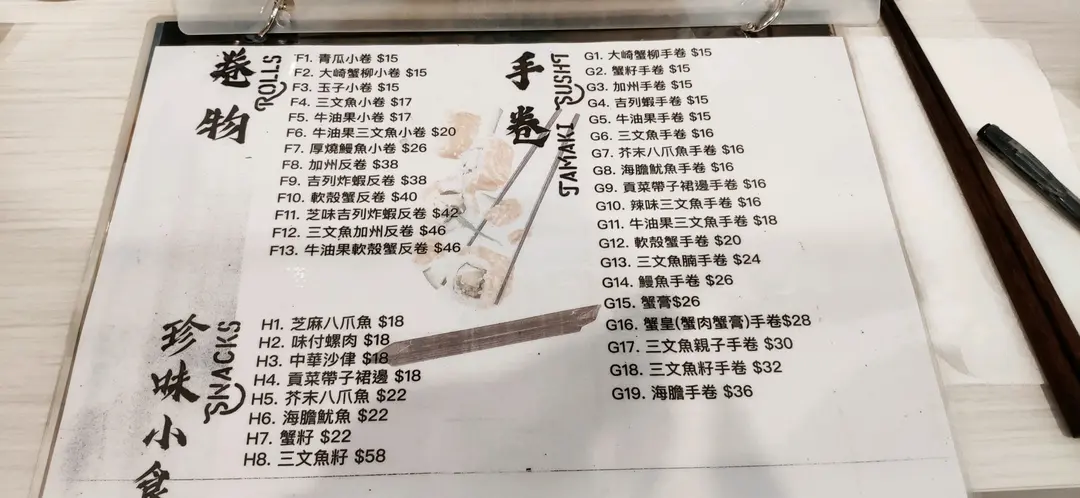 卷物
ROLLS
F1. 青瓜小卷 $15
F2. 大崎蟹柳小卷 $15
F3. 玉子小卷 $15
F4. 三文魚小卷 $17
F5. 牛油果小卷 $17
F6. 牛油果三文魚小卷 $20
F7. 厚燒鰻魚小卷 $26
F8. 加州反卷 $38
F9. 吉列炸蝦反卷 $38
F10. 軟殼蟹反卷 $40
F11. 芝味吉列炸蝦反卷 $42
F12. 三文魚加州反卷 $46
F13. 牛油果軟殼蟹反卷 $46
珍味小食
SNACKS
H1. 芝麻八爪魚 $18
H2. 味付螺肉 $18
H3. 中華沙律 $18
H4. 貢菜帶子裙邊 $18
H5. 芥末八爪魚 $22
H6. 海膽魷魚 $22
H7. 蟹籽 $22
H8. 三文魚籽 $58
手卷
TAMAKI SUSHI
G1. 大崎蟹柳手卷 $15
G2. 蟹籽手卷 $15
G3. 加州手卷 $15
G4. 吉列蝦手卷 $15
G5. 牛油果手卷 $15
G6. 三文魚手卷 $16
G7. 芥末八爪魚手卷 $16
G8. 海膽魷魚手卷 $16
G9. 貢菜帶子裙邊手卷 $16
G10. 辣味三文魚手卷 $16
G11. 牛油果三文魚手卷 $18
G12. 軟殼蟹手卷 $20
G13. 三文魚腩手卷 $24
G14. 鰻魚手卷 $26
G15. 蟹膏$26
G16. 蟹皇(蟹肉蟹膏)手卷$28
G17. 三文魚親子手卷 $30
G18. 三文魚籽手卷 $32
G19. 海膽手卷 $36